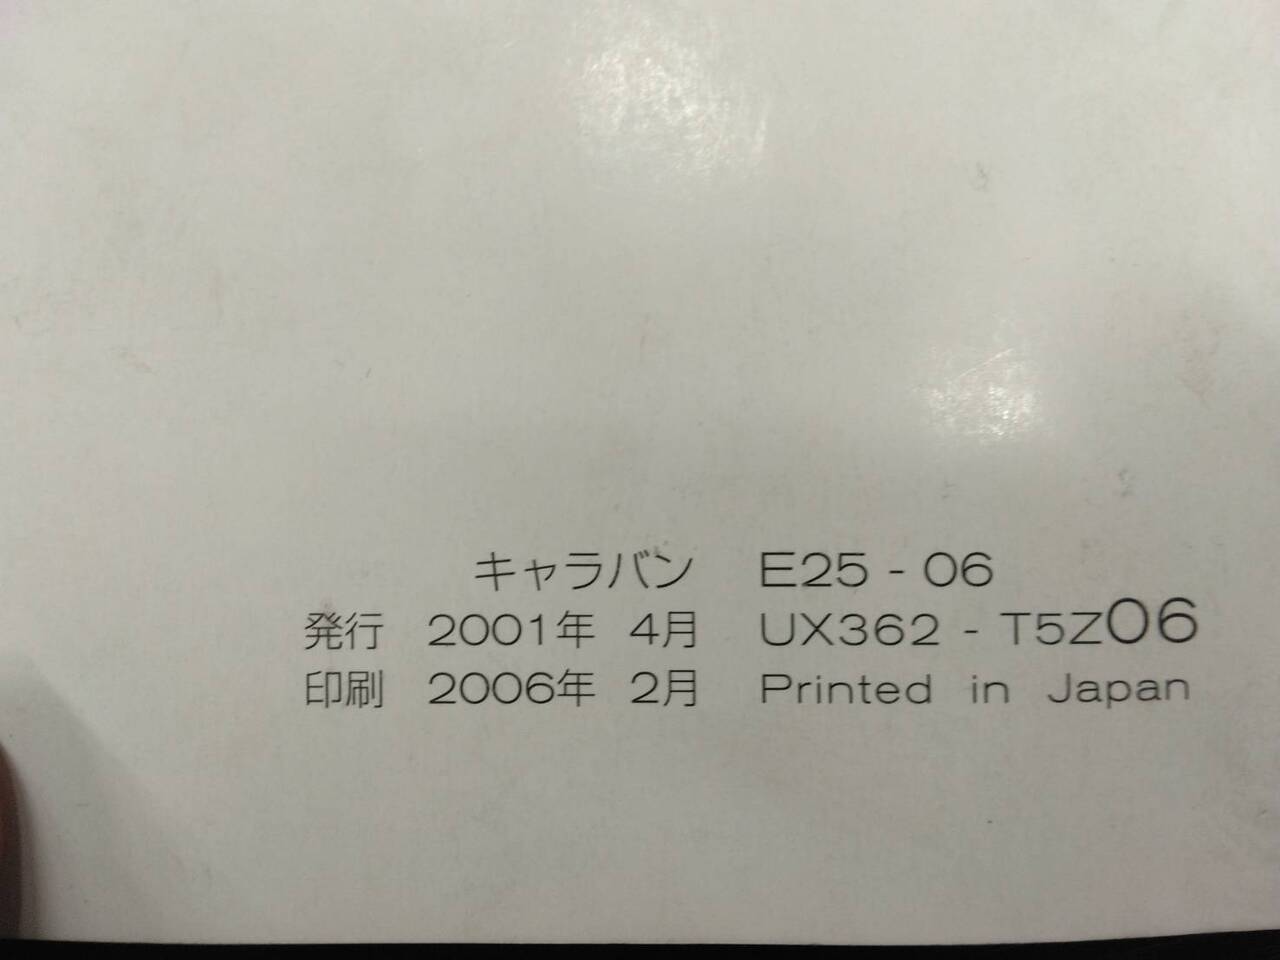 キャラバン E25-06
発行 2001年 4月 UX362-T5Z06
印刷 2006年 2月 Printed in Japan